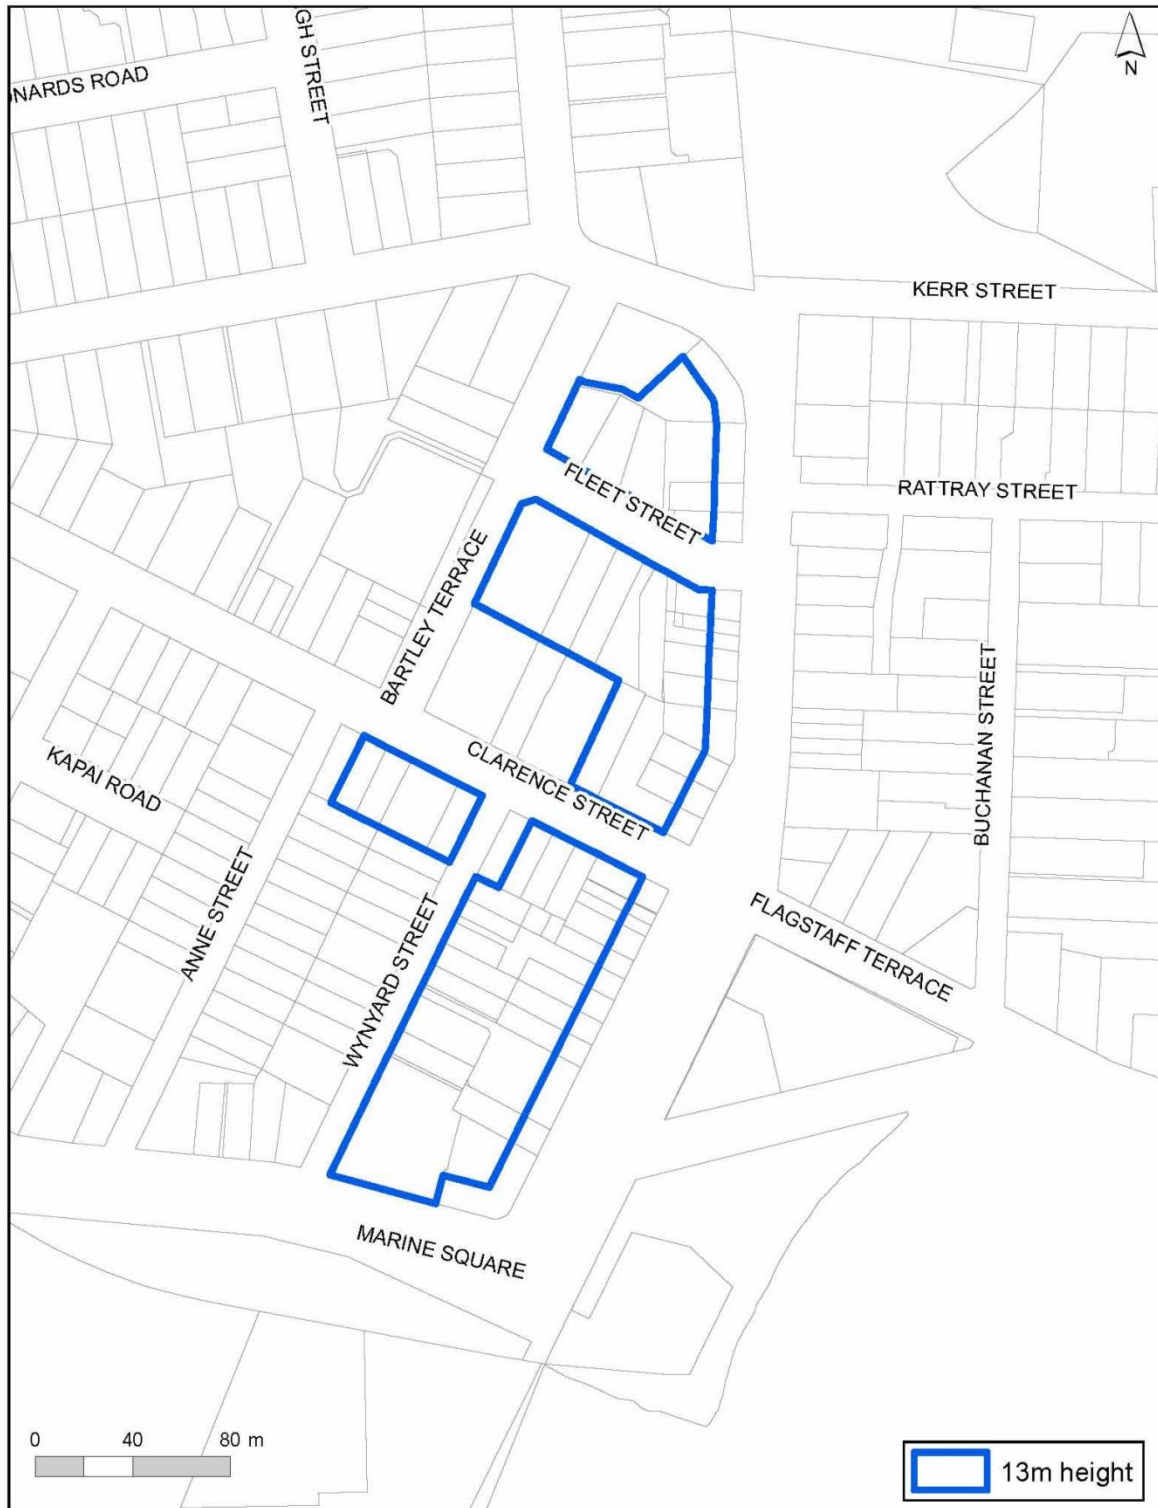 GH STREET
N
ONARDS ROAD
KERR STREET
RATTRAY STREET
FLEET STREET
BARTLEY TERRACE
BUCHANAN STREET
CLARENCE STREET
KAPAI ROAD
ANNE STREET
WYNYARD STREET
FLAGSTAFF TERRACE
MARINE SQUARE
0 40 80 m
13m height